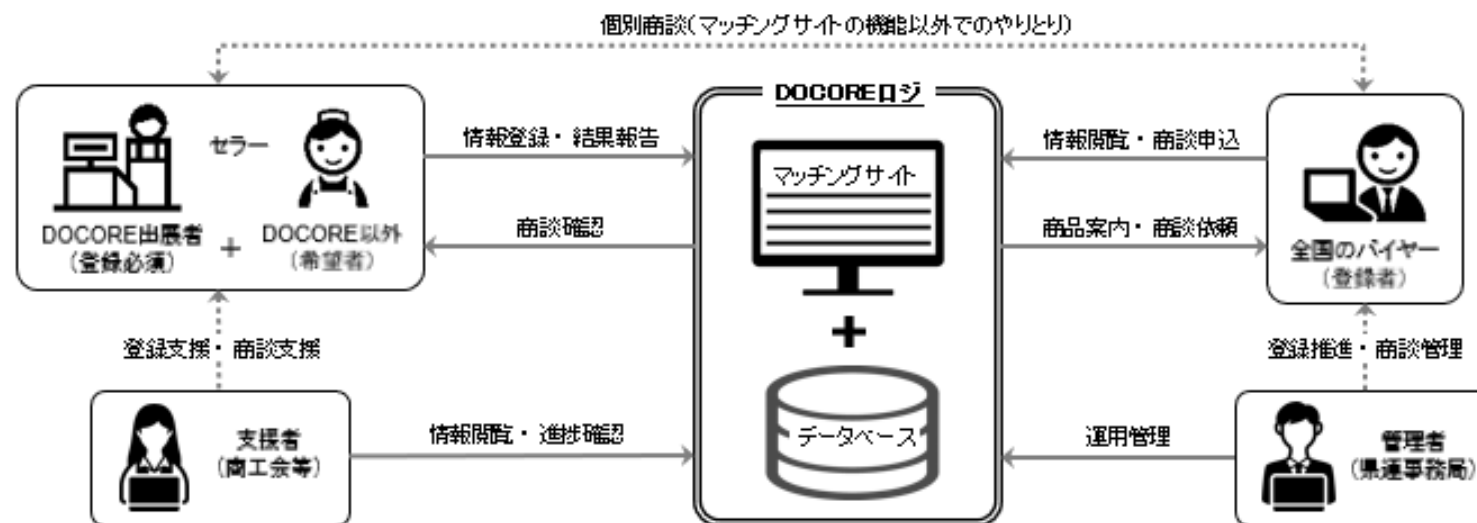 個別商談(マッチングサイトの機能以外でのやりとり)
DOCOREロジ
セラー
DOCORE出展者
(登録必須)
+
DOCORE以外
(希望者)
情報登録・結果報告
商談確認
マッチングサイト
+
データベース
情報閲覧・商談申込
商品案内・商談依頼
全国のバイヤー
(登録者)
登録支援・商談支援
登録推進・商談管理
支援者
(商工会等)
情報閲覧・進捗確認
運用管理
管理者
(県連事務局)